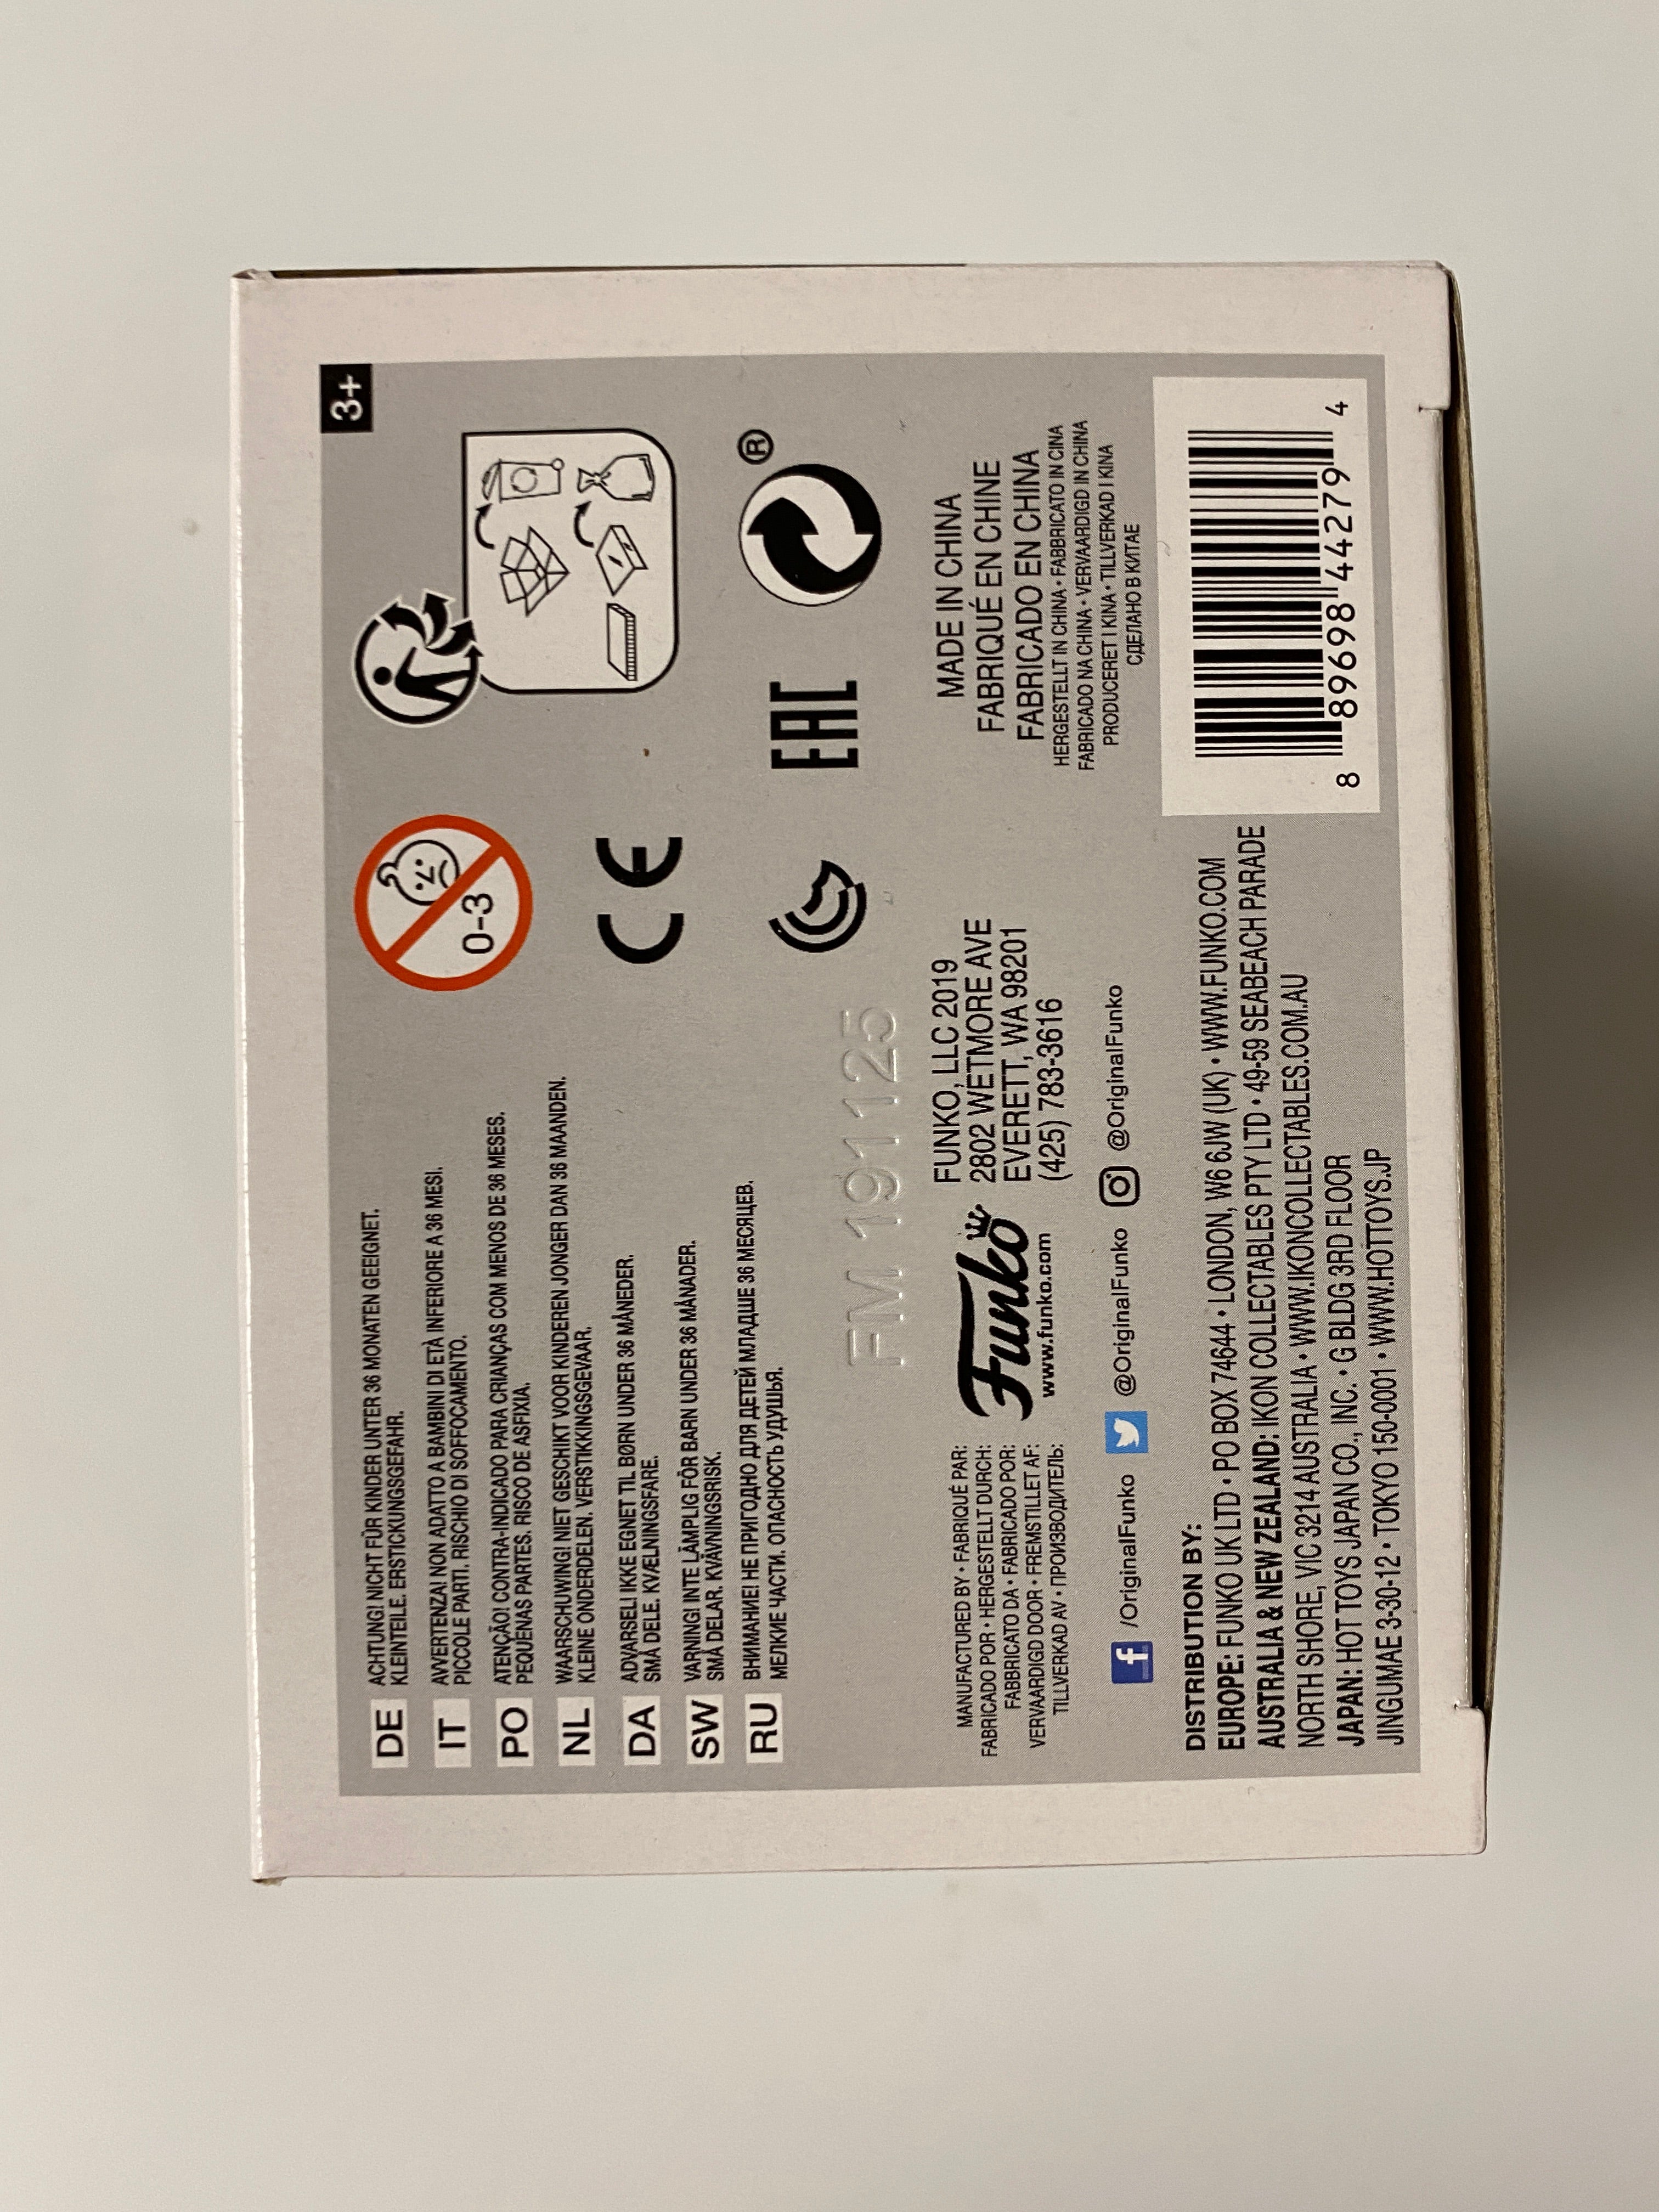 3+
DE ACHTUNG! NICHT FÜR KINDER UNTER 36 MONATEN GEEIGNET.
KLEINTEILE. ERSTICKUNGSGEFAHR.
IT AVVERTENZA! NON ADATTO A BAMBINI DI ETÀ INFERIORE A 36 MESI.
PICCOLE PARTI. RISCHIO DI SOFFOCAMENTO.
PO ATENÇÃO! CONTRA-INDICADO PARA CRIANÇAS COM MENOS DE 36 MESES.
PEQUENAS PARTES. RISCO DE ASFIXIA.
NL WAARSCHUWING! NIET GESCHIKT VOOR KINDEREN JONGER DAN 36 MAANDEN.
KLEINE ONDERDELEN. VERSTIKKINGSGEVAAR.
DA ADVARSEL! IKKE EGNET TIL BØRN UNDER 36 MÅNEDER.
SMÅ DELE. KVÆLNINGSFARE.
SW VARNING! INTE LÄMPLIG FÖR BARN UNDER 36 MÅNADER.
SMÅ DELAR. KVÄVNINGSRISK.
RU ВНИМАНИЕ! НЕ ПРИГОДНО ДЛЯ ДЕТЕЙ МЛАДШЕ 36 МЕСЯЦЕВ.
МЕЛКИЕ ЧАСТИ. ОПАСНОСТЬ УДУШЬЯ.
0-3
CE
EAC
®
FM 191125
MANUFACTURED BY • FABRIQUÉ PAR:
FABRICADO POR • HERGESTELLT DURCH:
FABBRICATO DA • FABRICADO POR:
VERVAARDIGD DOOR • FREMSTILLET AF:
TILLVERKAD AV • ПРОИЗВОДИТЕЛЬ:
Funko
www.funko.com
FUNKO, LLC 2019
2802 WETMORE AVE
EVERETT, WA 98201
(425) 783-3616
MADE IN CHINA
FABRIQUÉ EN CHINE
FABRICADO EN CHINA
HERGESTELLT IN CHINA • FABBRICATO IN CINA
FABRICADO NA CHINA • VERVAARDIGD IN CHINA
PRODUCERET I KINA • TILLVERKAD I KINA
СДЕЛАНО В КИТАЕ
f /OriginalFunko @OriginalFunko @OriginalFunko
DISTRIBUTION BY:
EUROPE: FUNKO UK LTD • PO BOX 74644 • LONDON, W6 6JW (UK) • WWW.FUNKO.COM
AUSTRALIA & NEW ZEALAND: IKON COLLECTABLES PTY LTD • 49-59 SEABEACH PARADE
NORTH SHORE, VIC 3214 AUSTRALIA • WWW.IKONCOLLECTABLES.COM.AU
JAPAN: HOT TOYS JAPAN CO., INC. • G BLDG 3RD FLOOR
JINGUMAE 3-30-12 • TOKYO 150-0001 • WWW.HOTTOYS.JP
8 89698 44279 4